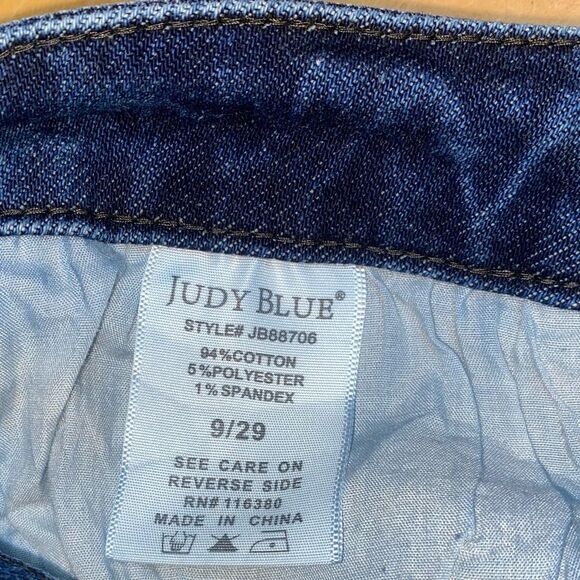 JUDY BLUE®
STYLE# JB88706
94%COTTON
5%POLYESTER
1%SPANDEX
9/29
SEE CARE ON
REVERSE SIDE
RN# 116380
MADE IN CHINA